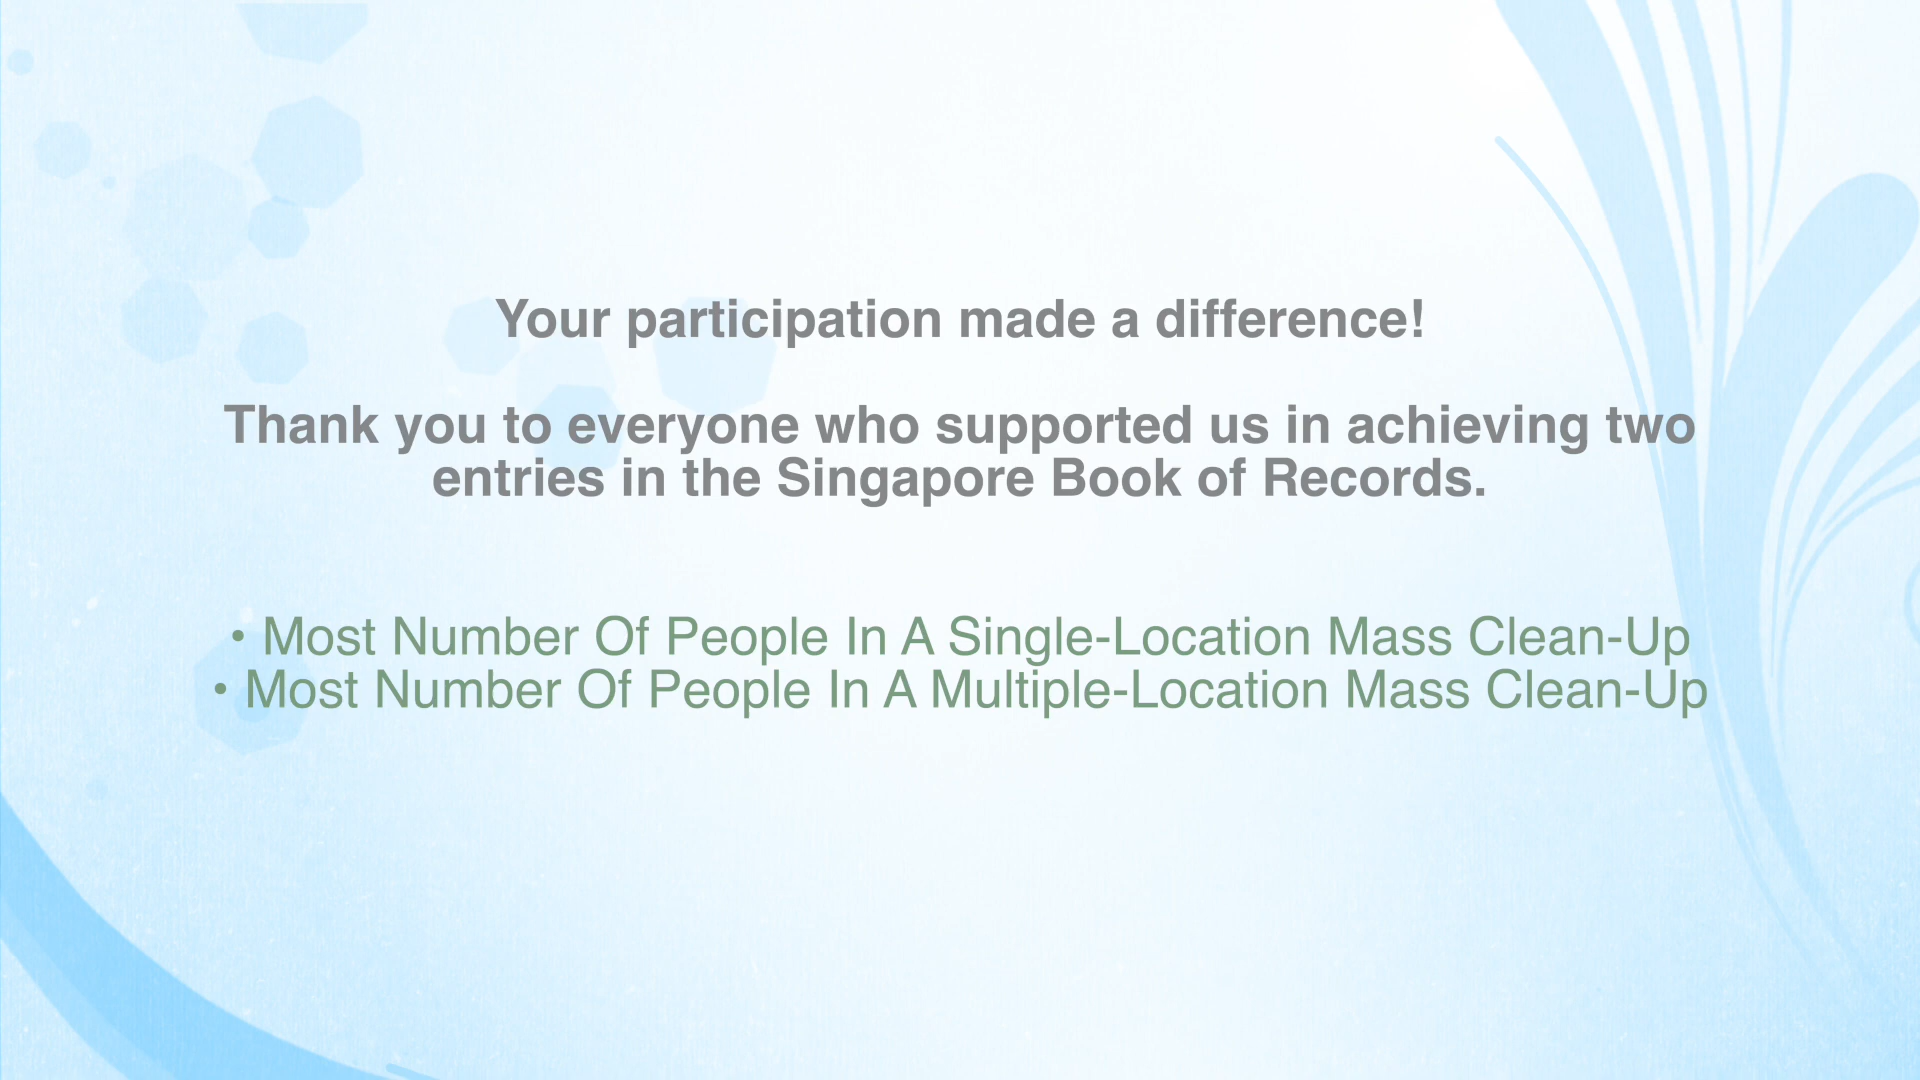 Your participation made a difference!
Thank you to everyone who supported us in achieving two
entries in the Singapore Book of Records.
• Most Number Of People In A Single-Location Mass Clean-Up
• Most Number Of People In A Multiple-Location Mass Clean-Up